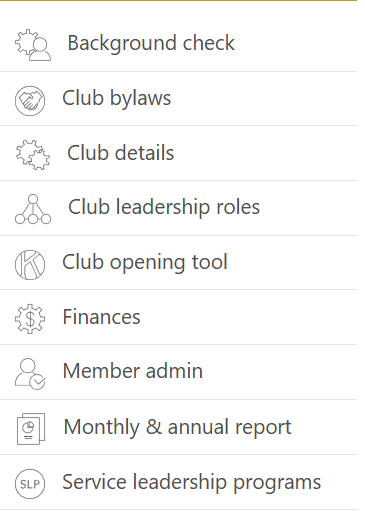 Background check
Club bylaws
Club details
Club leadership roles
Club opening tool
$ Finances
Member admin
Monthly & annual report
SLP Service leadership programs